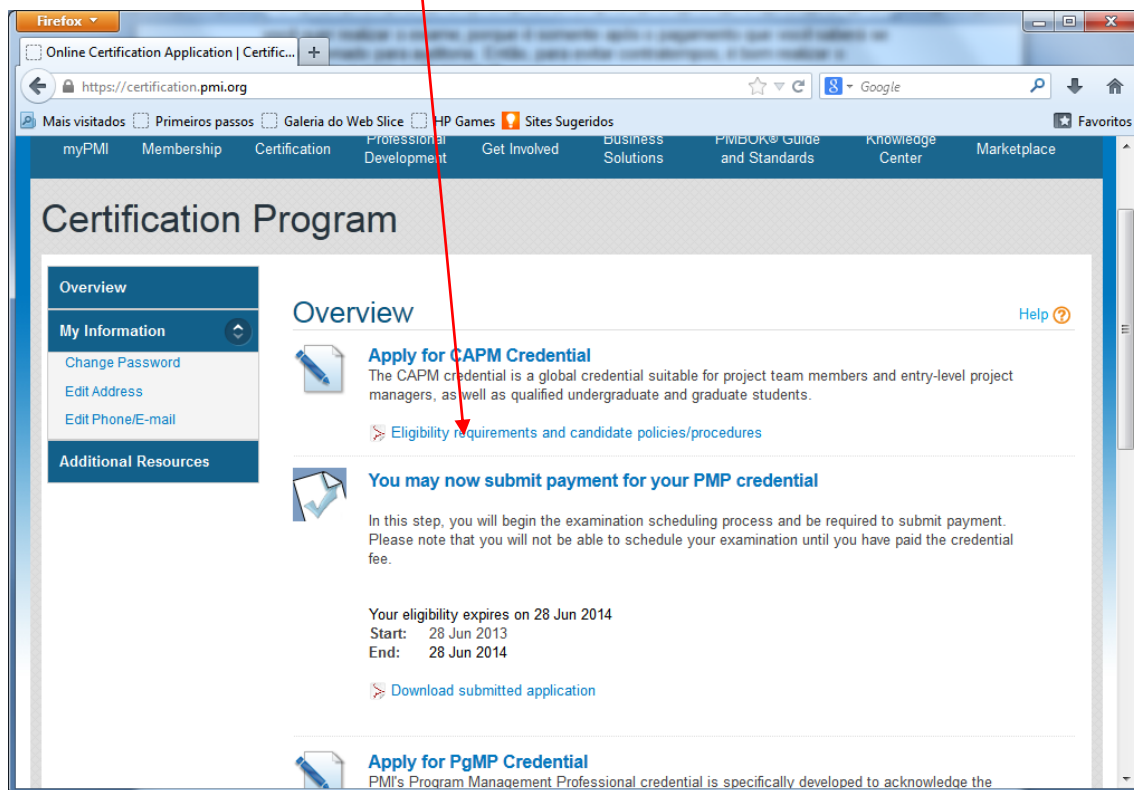 Firefox
Online Certification Application | Certific...
https://certification.pmi.org
Google
Mais visitados Primeiros passos Galeria do Web Slice HP Games Sites Sugeridos Favoritos
myPMI Membership Certification Professional Development Get Involved Business Solutions PMBOK® Guide and Standards Knowledge Center Marketplace
Certification Program
Overview
My Information
Change Password
Edit Address
Edit Phone/E-mail
Additional Resources
Overview
Help
Apply for CAPM Credential
The CAPM credential is a global credential suitable for project team members and entry-level project
managers, as well as qualified undergraduate and graduate students.
Eligibility requirements and candidate policies/procedures
You may now submit payment for your PMP credential
In this step, you will begin the examination scheduling process and be required to submit payment.
Please note that you will not be able to schedule your examination until you have paid the credential
fee.
Your eligibility expires on 28 Jun 2014
Start: 28 Jun 2013
End: 28 Jun 2014
Download submitted application
Apply for PgMP Credential
PMI's Program Management Professional credential is specifically developed to acknowledge the